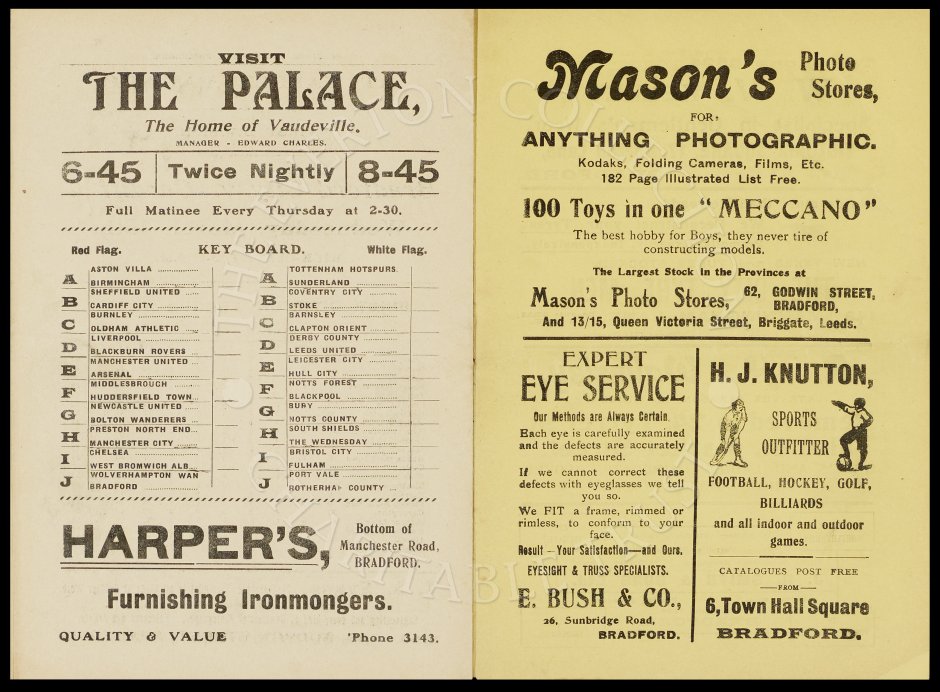 VISIT
THE PALACE,
The Home of Vaudeville.
MANAGER - EDWARD CHARLES.
6-45 Twice Nightly 8-45
Full Matinee Every Thursday at 2-30.
Red Flag. KEY BOARD. White Flag.
A ASTON VILLA
BIRMINGHAM
B SHEFFIELD UNITED
CARDIFF CITY
C BURNLEY
OLDHAM ATHLETIC
D LIVERPOOL
BLACKBURN ROVERS
E MANCHESTER UNITED
ARSENAL
F MIDDLESBROUGH
HUDDERSFIELD TOWN
G NEWCASTLE UNITED
BOLTON WANDERERS
H PRESTON NORTH END
MANCHESTER CITY
I CHELSEA
WEST BROMWICH ALB
J WOLVERHAMPTON WAN
BRADFORD
A TOTTENHAM HOTSPURS
SUNDERLAND
B COVENTRY CITY
STOKE
C BARNSLEY
CLAPTON ORIENT
D DERBY COUNTY
LEEDS UNITED
E LEICESTER CITY
HULL CITY
F NOTTS FOREST
BLACKPOOL
G BURY
NOTTS COUNTY
H SOUTH SHIELDS
THE WEDNESDAY
I BRISTOL CITY
FULHAM
J PORT VALE
ROTHERHAM COUNTY
HARPER'S,
Bottom of
Manchester Road,
BRADFORD.
Furnishing Ironmongers.
QUALITY & VALUE 'Phone 3143.
Mason's Photo
Stores,
FOR
ANYTHING PHOTOGRAPHIC.
Kodaks, Folding Cameras, Films, Etc.
182 Page Illustrated List Free.
100 Toys in one "MECCANO"
The best hobby for Boys, they never tire of
constructing models.
The Largest Stock in the Provinces at
Mason's Photo Stores, 62, GODWIN STREET,
BRADFORD,
And 13/15, Queen Victoria Street, Briggate, Leeds.
EXPERT
EYE SERVICE
Our Methods are Always Certain
Each eye is carefully examined
and the defects are accurately
measured.
If we cannot correct these
defects with eyeglasses we tell
you so.
We FIT a frame, rimmed or
rimless, to conform to your
face.
Result—Your Satisfaction—and Ours.
EYESIGHT & TRUSS SPECIALISTS.
E. BUSH & CO.,
26, Sunbridge Road,
BRADFORD.
H. J. KNUTTON,
SPORTS
OUTFITTER
FOOTBALL, HOCKEY, GOLF,
BILLIARDS
and all indoor and outdoor
games.
CATALOGUES POST FREE
—FROM—
6, Town Hall Square
BRADFORD.